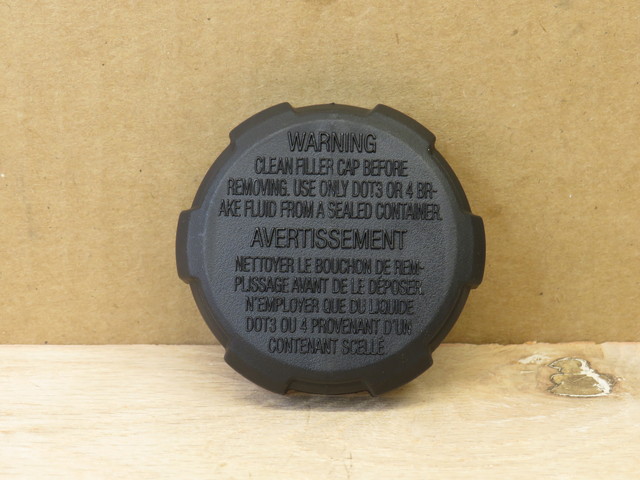 WARNING
CLEAN FILLER CAP BEFORE
REMOVING. USE ONLY DOT3 OR 4 BR-
AKE FLUID FROM A SEALED CONTAINER.
AVERTISSEMENT
NETTOYER LE BOUCHON DE REM-
PLISSAGE AVANT DE LE DÉPOSER.
N'EMPLOYER QUE DU LIQUIDE
DOT3 OU 4 PROVENANT D'UN
CONTENANT SCELLÉ